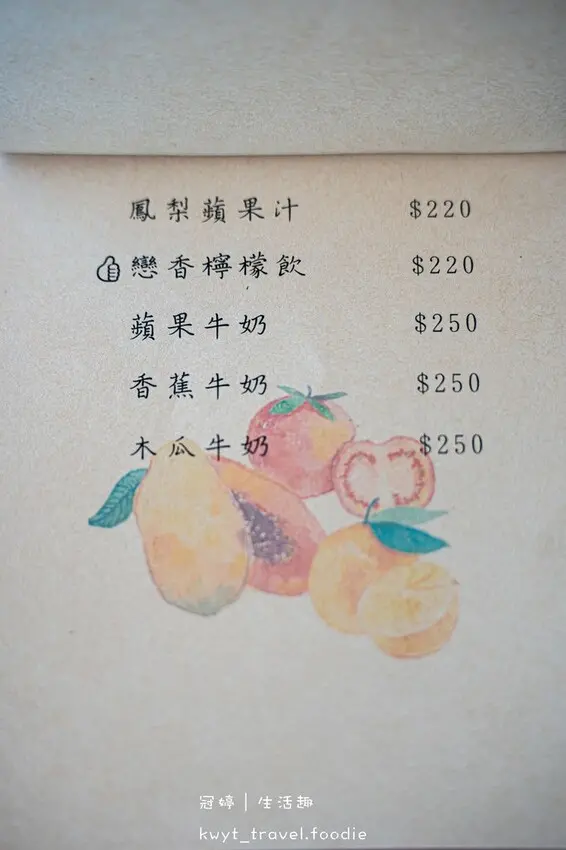 鳳梨蘋果汁 $220
戀香檸檬飲 $220
蘋果牛奶 $250
香蕉牛奶 $250
木瓜牛奶 $250
冠婷｜生活趣
kwyt_travel.foodie